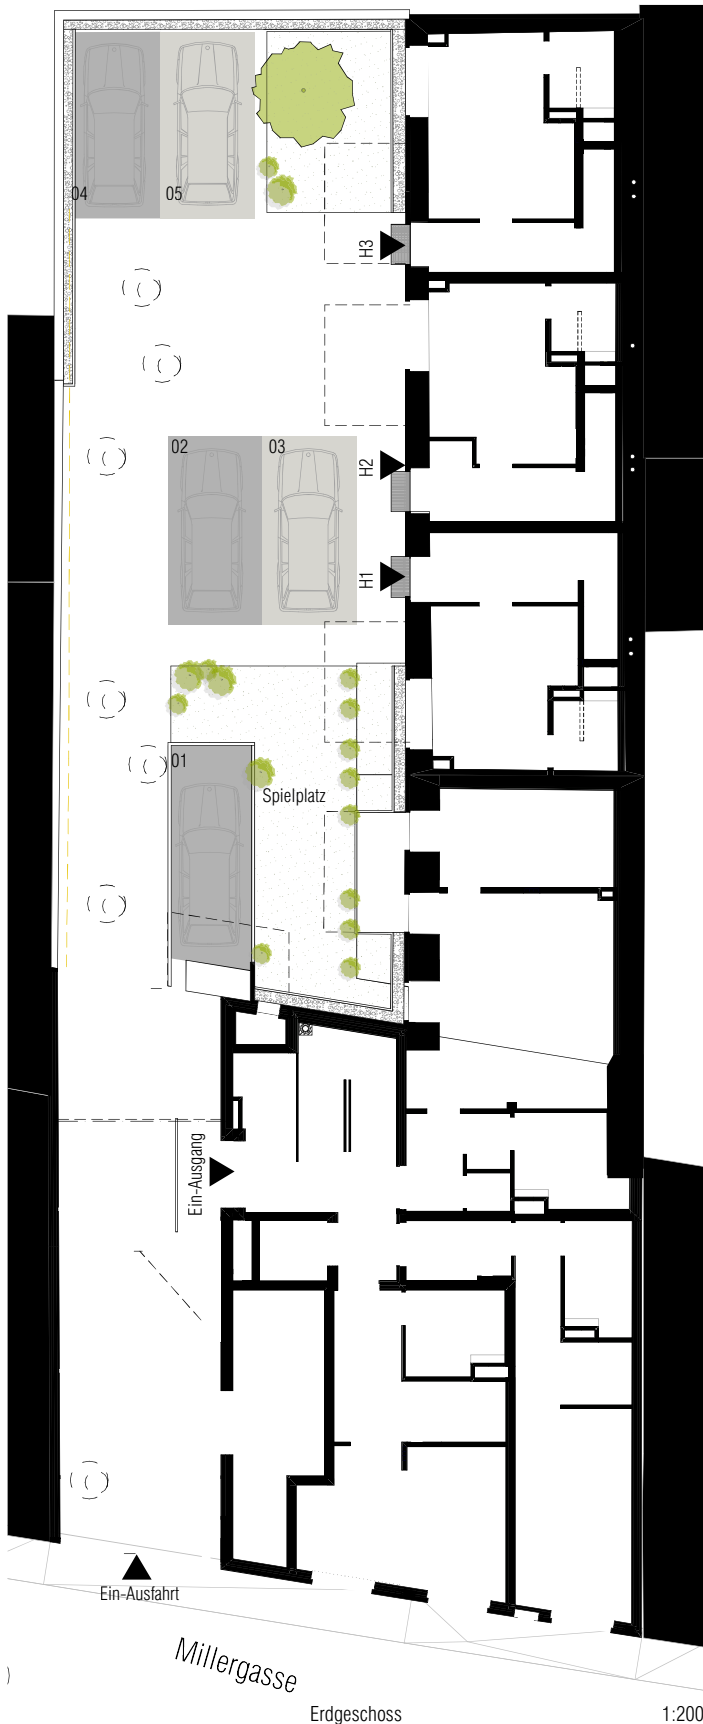 04
05
H3
02
03
H2
H1
01
Spielplatz
Ein-Ausgang
Ein-Ausfahrt
Millergasse
Erdgeschoss
1:200